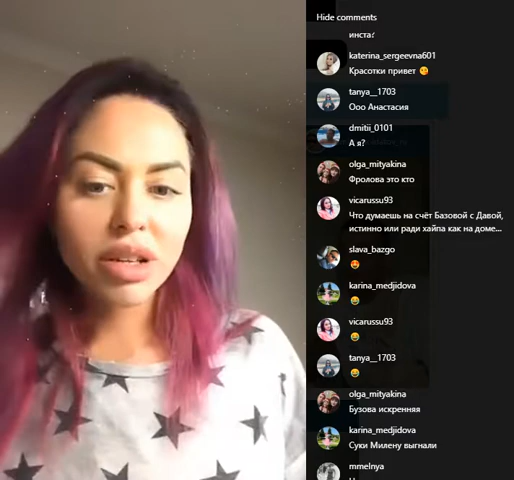 Hide comments
инста?
katerina_sergeevna601
Красотки привет 😘
tanya__1703
Ооо Анастасия
dmitii_0101
А я?
olga_mityakina
Фролова это кто
vicarussu93
Что думаешь на счёт Базовой с Давой,
истинно или ради хайпа как на доме...
slava_bazgo
😍
karina_medjidova
😂
vicarussu93
😂
tanya__1703
😂
olga_mityakina
Бузова искренняя
karina_medjidova
Суки Милену выгнали
mmelnya